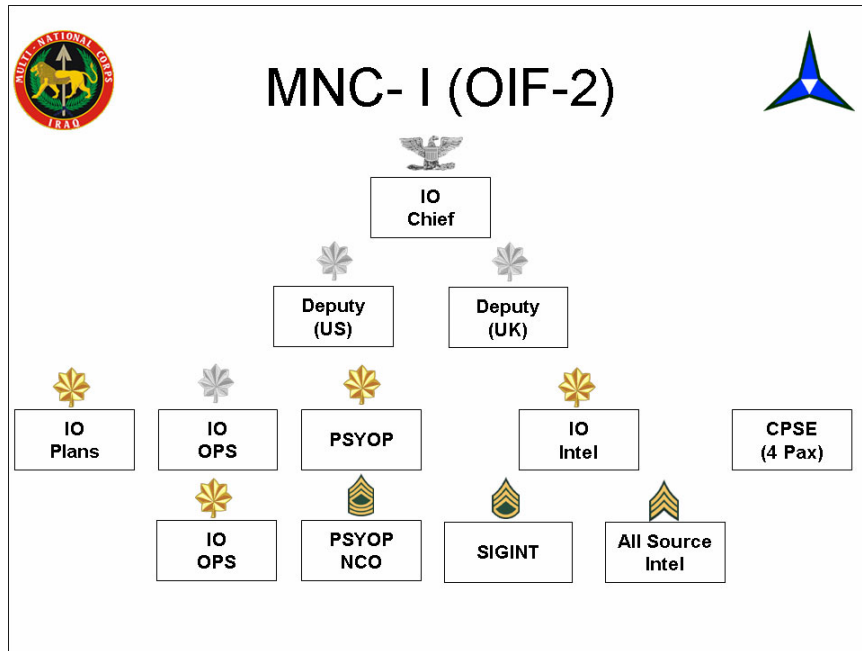 MULTI-NATIONAL CORPS
IRAQ
MNC- I (OIF-2)
IO
Chief
Deputy
(US)
Deputy
(UK)
IO
Plans
IO
OPS
PSYOP
IO
Intel
CPSE
(4 Pax)
IO
OPS
PSYOP
NCO
SIGINT
All Source
Intel